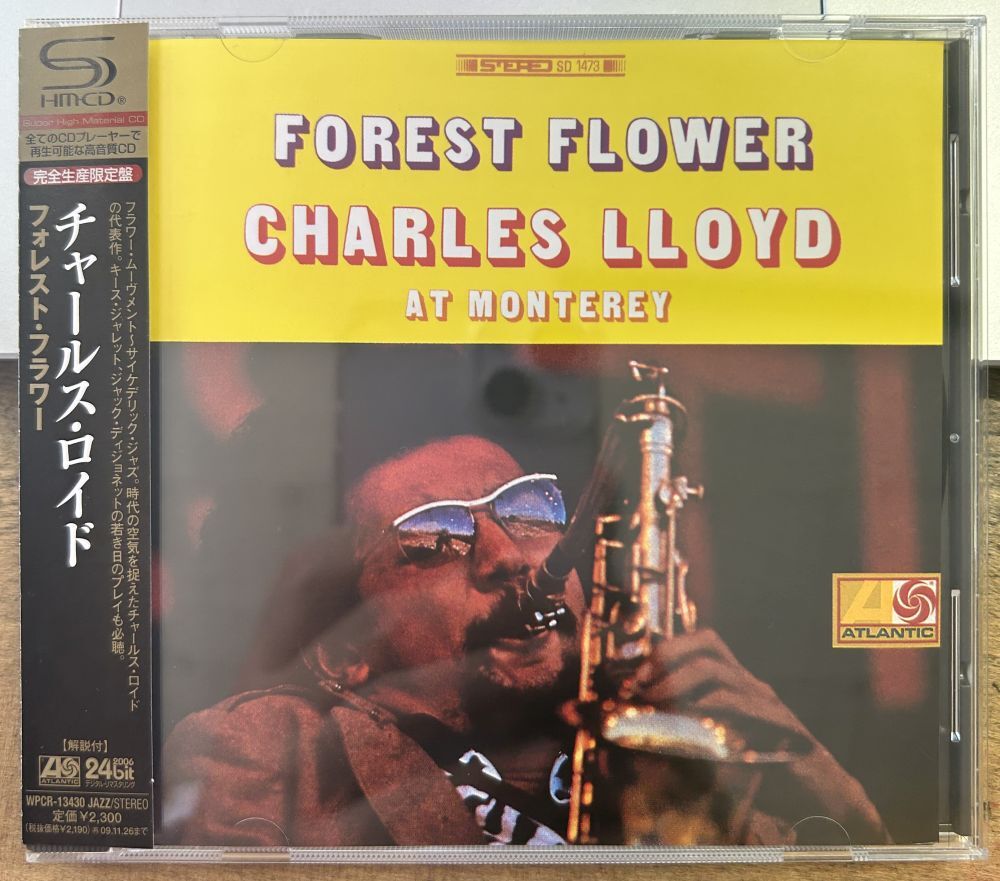 SHM-CD®
Super High Material CD
全てのCDプレーヤーで
再生可能な高音質CD
完全生産限定盤
チャールス・ロイド
フォレスト・フラワー
フラワー・ムーヴメント～サイケデリック・ジャズ。時代の空気を捉えたチャールス・ロイド
の代表作。キース・ジャレット、ジャック・ディジョネットの若き日のプレイも必聴。
【解説付】
ATLANTIC
2006
24bit
デジタル・リマスタリング
WPCR-13430 JAZZ/STEREO
定価¥2,300
(税抜価格¥2,190) 再 09.11.26まで
STEREO SD 1473
FOREST FLOWER
CHARLES LLOYD
AT MONTEREY
ATLANTIC